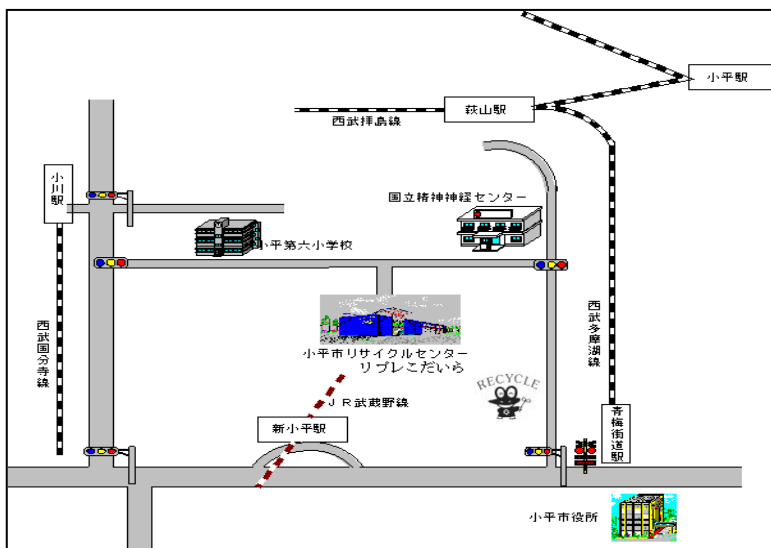 小平駅
萩山駅
西武拝島線
小川駅
国立精神神経センター
小平第六小学校
西武国分寺線
西武多摩湖線
小平市リサイクルセンター
リプレこだいら
RECYCLE
JR武蔵野線
新小平駅
青梅街道駅
小平市役所